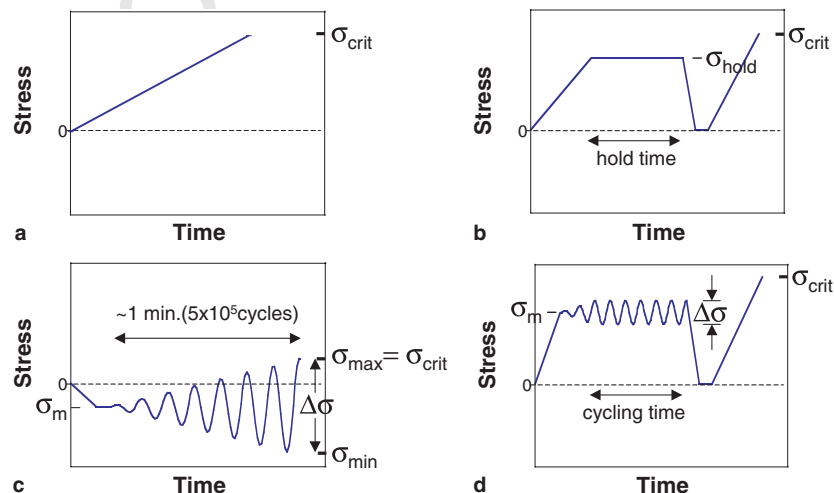 σcrit
Stress
0
a
Time
σcrit
σhold
Stress
0
hold time
b
Time
~1 min.(5x10⁵cycles)
σmax= σcrit
Stress
0
σm
Δσ
σmin
c
Time
σcrit
σm
Δσ
Stress
0
cycling time
d
Time